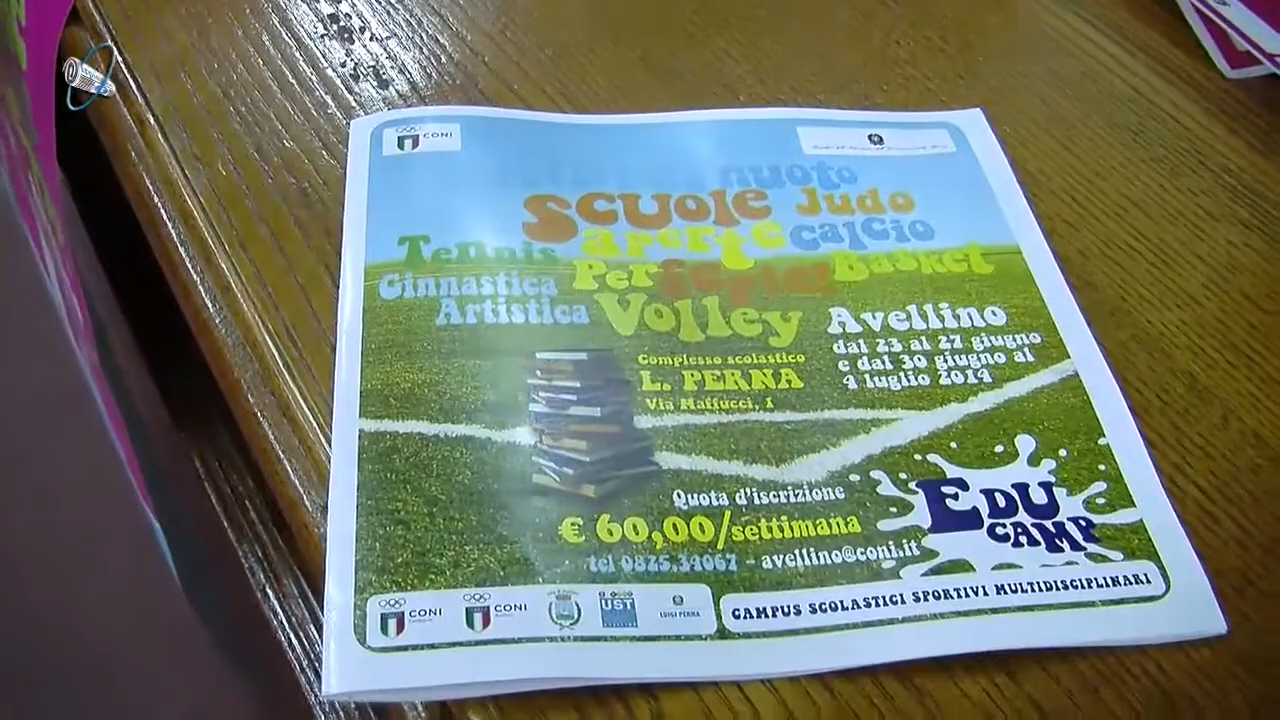 CONI
nuoto
Scuole Judo
Tennis aperte calcio
Ginnastica Per Basket
Artistica Volley Avellino
dal 23 al 27 giugno
e dal 30 giugno al
4 luglio 2014
Complesso scolastico
L. PERNA
Via Maffucci, 1
Quota d'iscrizione
€ 60,00/settimana
tel 0825.34067 - avellino@coni.it
EDU
CAMP
CONI CONI UST LUIGI PERNA
CAMPUS SCOLASTICI SPORTIVI MULTIDISCIPLINARI